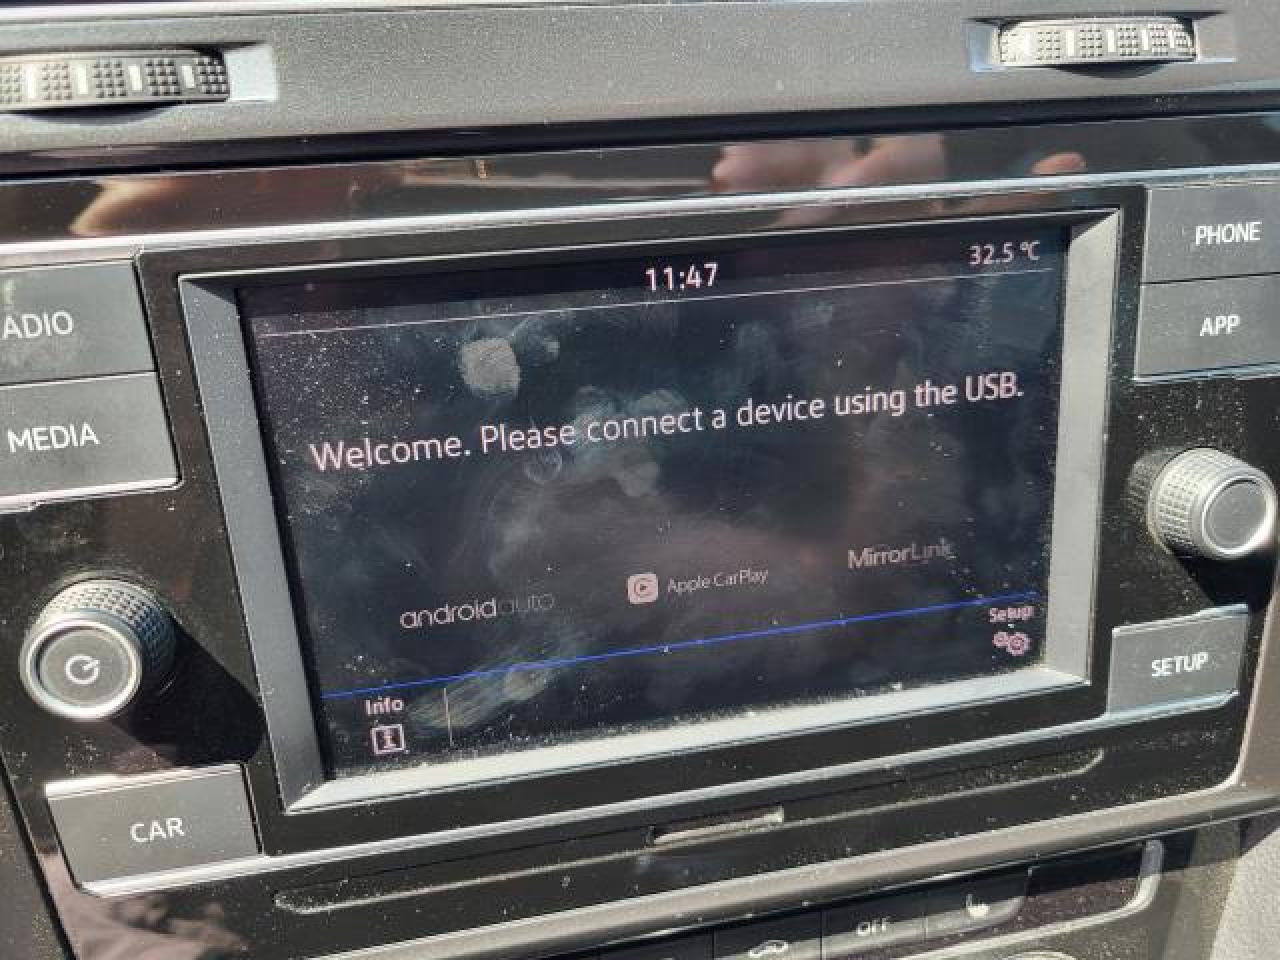 PHONE
32.5 °C
11:47
ADIO
APP
MEDIA
Welcome. Please connect a device using the USB.
MirrorLink
Apple CarPlay
androidauto
Setup
SETUP
Info
CAR
OFF